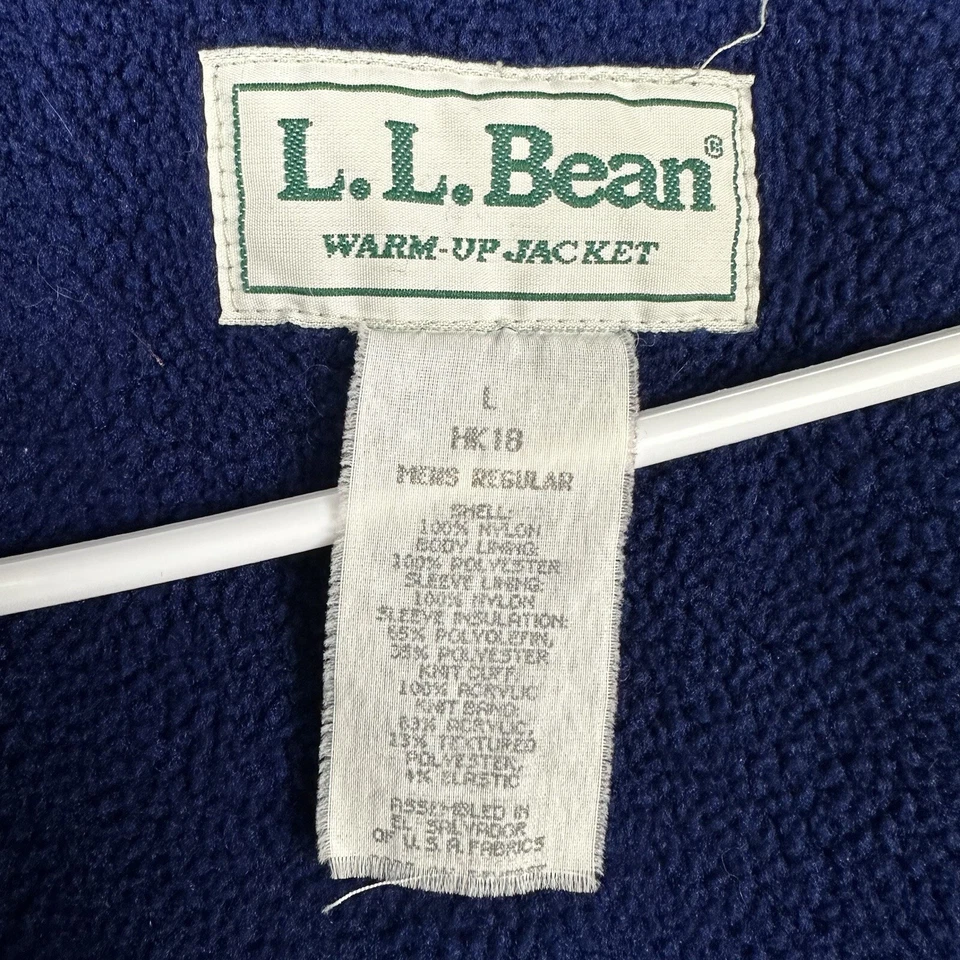 L.L.Bean®
WARM-UP JACKET
L
HK18
MENS REGULAR
SHELL:
100% NYLON
BODY LINING:
100% POLYESTER
SLEEVE LINING:
100% NYLON
SLEEVE INSULATION:
65% POLYOLEFIN,
35% POLYESTER
KNIT CUFF:
100% ACRYLIC
KNIT BAND:
83% ACRYLIC,
13% TEXTURED
POLYESTER,
4% ELASTIC
ASSEMBLED IN
EL SALVADOR
OF U.S.A. FABRICS